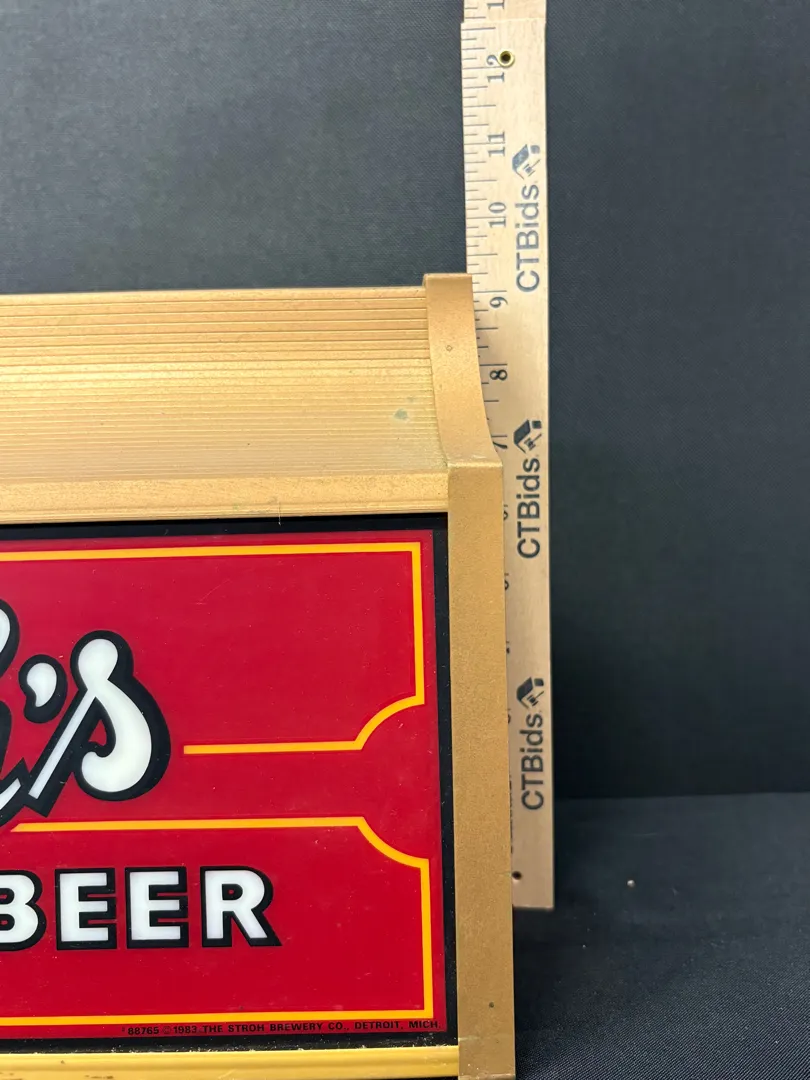 12
11
10
9
8
7
CTBids
CTBids
CTBids
's
BEER
88765 ©1983 THE STROH BREWERY CO., DETROIT, MICH.